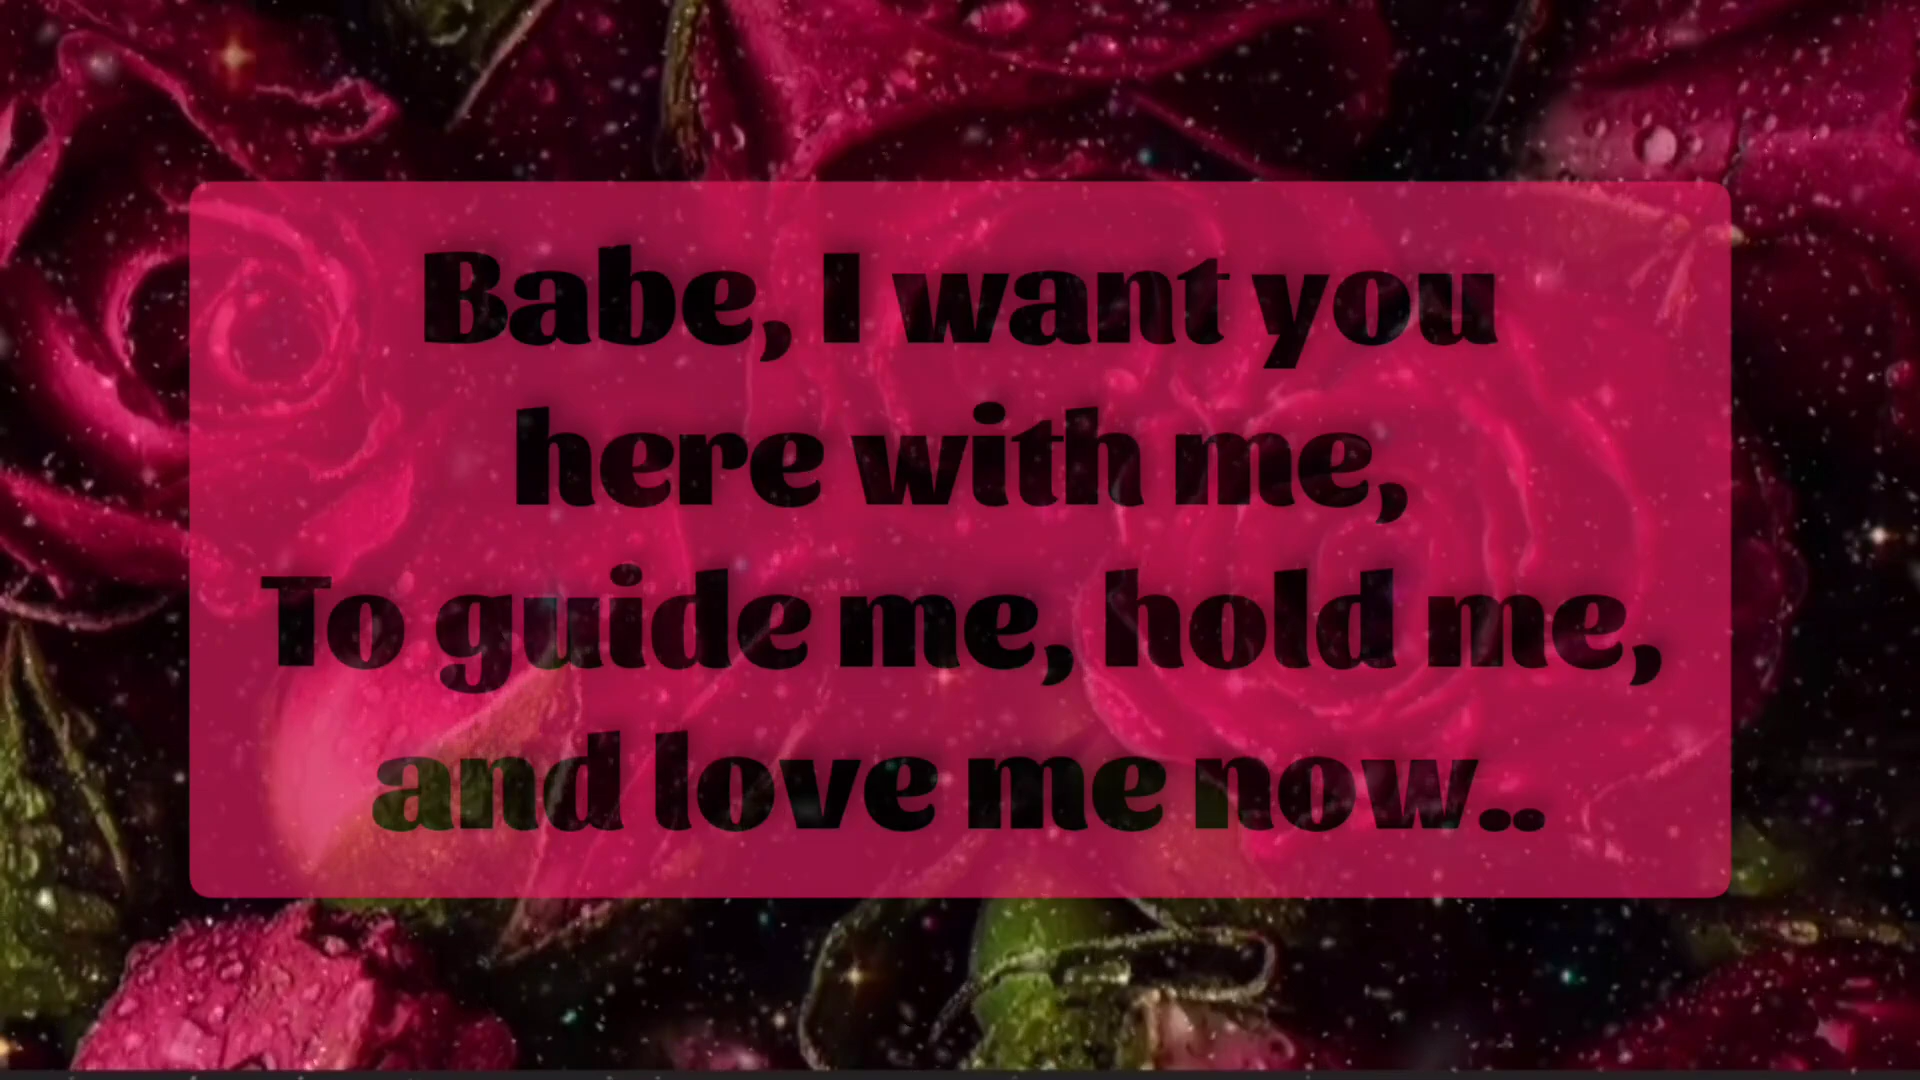 Babe, I want you
here with me,
To guide me, hold me,
and love me now..